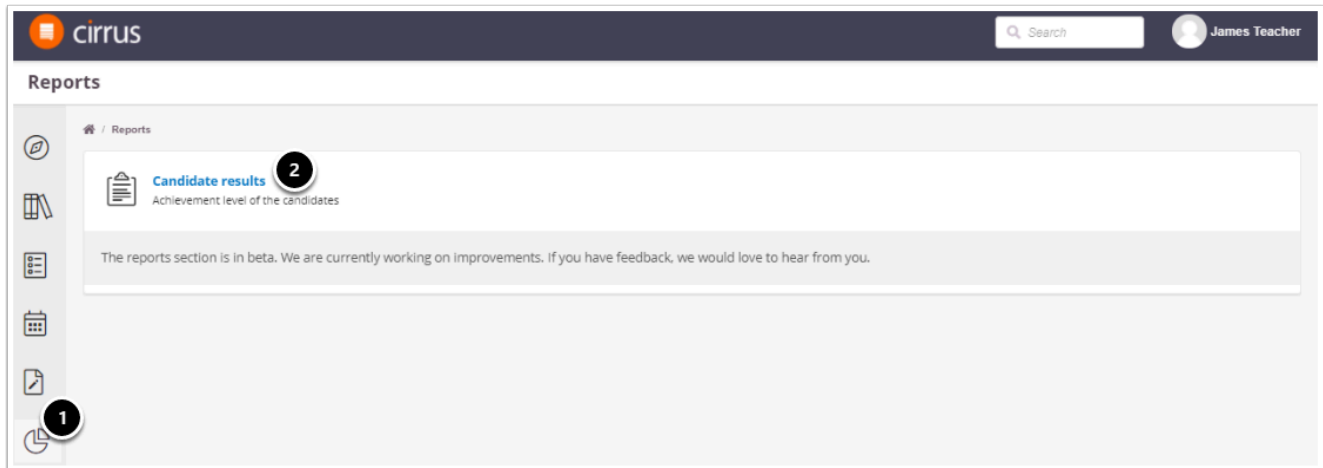 cirrus
Search
James Teacher
Reports
/ Reports
Candidate results
2
Achievement level of the candidates
The reports section is in beta. We are currently working on improvements. If you have feedback, we would love to hear from you.
1